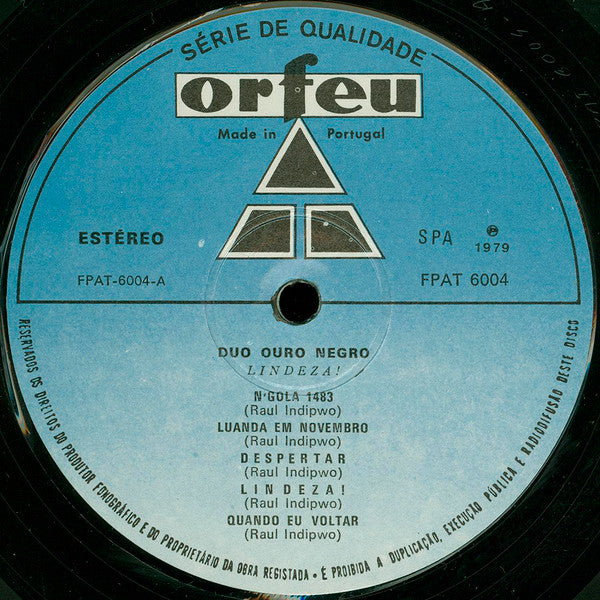 SÉRIE DE QUALIDADE
orfeu
Made in Portugal
ESTÉREO
SPA ℗ 1979
FPAT-6004-A
FPAT 6004
DUO OURO NEGRO
LINDEZA!
N'GOLA 1483
(Raul Indipwo)
LUANDA EM NOVEMBRO
(Raul Indipwo)
DESPERTAR
(Raul Indipwo)
LINDEZA!
(Raul Indipwo)
QUANDO EU VOLTAR
(Raul Indipwo)
RESERVADOS OS DIREITOS DO PRODUTOR FONOGRÁFICO E DO PROPRIETÁRIO DA OBRA REGISTADA • É PROIBIDA A DUPLICAÇÃO, EXECUÇÃO PÚBLICA E RADIODIFUSÃO DESTE DISCO